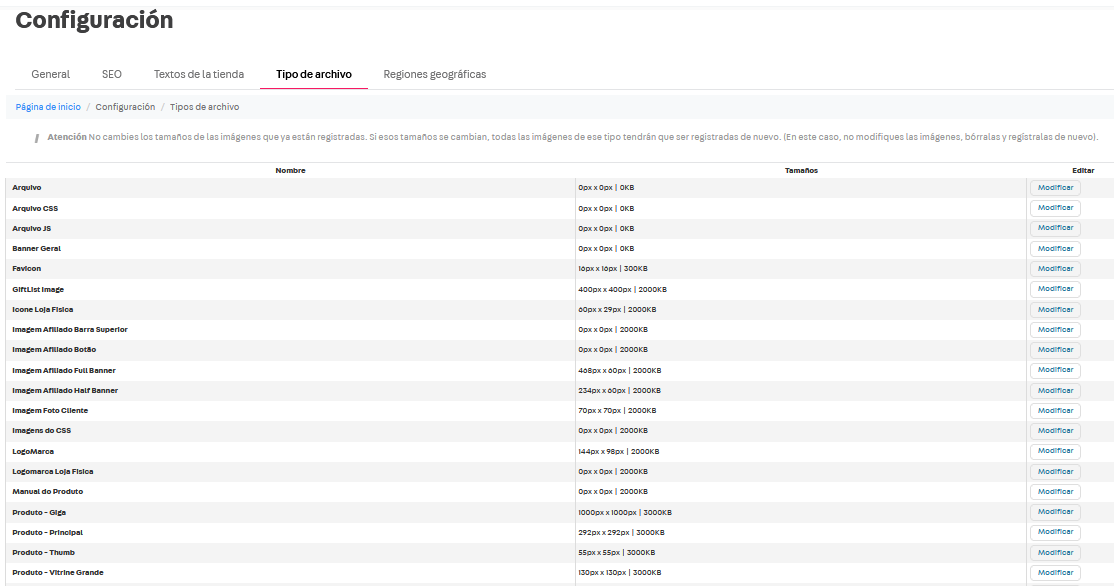 Configuración
General SEO Textos de la tienda Tipo de archivo Regiones geográficas
Página de inicio / Configuración / Tipos de archivo
Atención No cambies los tamaños de las imágenes que ya están registradas. Si esos tamaños se cambian, todas las imágenes de ese tipo tendrán que ser registradas de nuevo. (En este caso, no modifiques las imágenes, bórralas y regístralas de nuevo).
Nombre Tamaños Editar
Arquivo 0px x 0px | 0KB Modificar
Arquivo CSS 0px x 0px | 0KB Modificar
Arquivo JS 0px x 0px | 0KB Modificar
Banner Geral 0px x 0px | 0KB Modificar
Favicon 16px x 16px | 300KB Modificar
GiftList Image 400px x 400px | 2000KB Modificar
Icone Loja Fisica 60px x 29px | 2000KB Modificar
Imagem Afiliado Barra Superior 0px x 0px | 2000KB Modificar
Imagem Afiliado Botão 0px x 0px | 2000KB Modificar
Imagem Afiliado Full Banner 468px x 60px | 2000KB Modificar
Imagem Afiliado Half Banner 234px x 60px | 2000KB Modificar
Imagem Foto Cliente 70px x 70px | 2000KB Modificar
Imagens do CSS 0px x 0px | 2000KB Modificar
LogoMarca 144px x 98px | 2000KB Modificar
Logomarca Loja Fisica 0px x 0px | 2000KB Modificar
Manual do Produto 0px x 0px | 2000KB Modificar
Produto - Giga 1000px x 1000px | 3000KB Modificar
Produto - Principal 292px x 292px | 3000KB Modificar
Produto - Thumb 55px x 55px | 3000KB Modificar
Produto - Vitrine Grande 130px x 130px | 3000KB Modificar